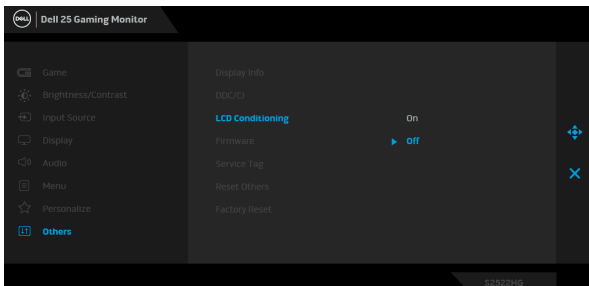 DELL Dell 25 Gaming Monitor
Game
Brightness/Contrast
Input Source
Display
Audio
Menu
Personalize
Others
Display Info
DDC/CI
LCD Conditioning On
Firmware Off
Service Tag
Reset Others
Factory Reset
S2522HG